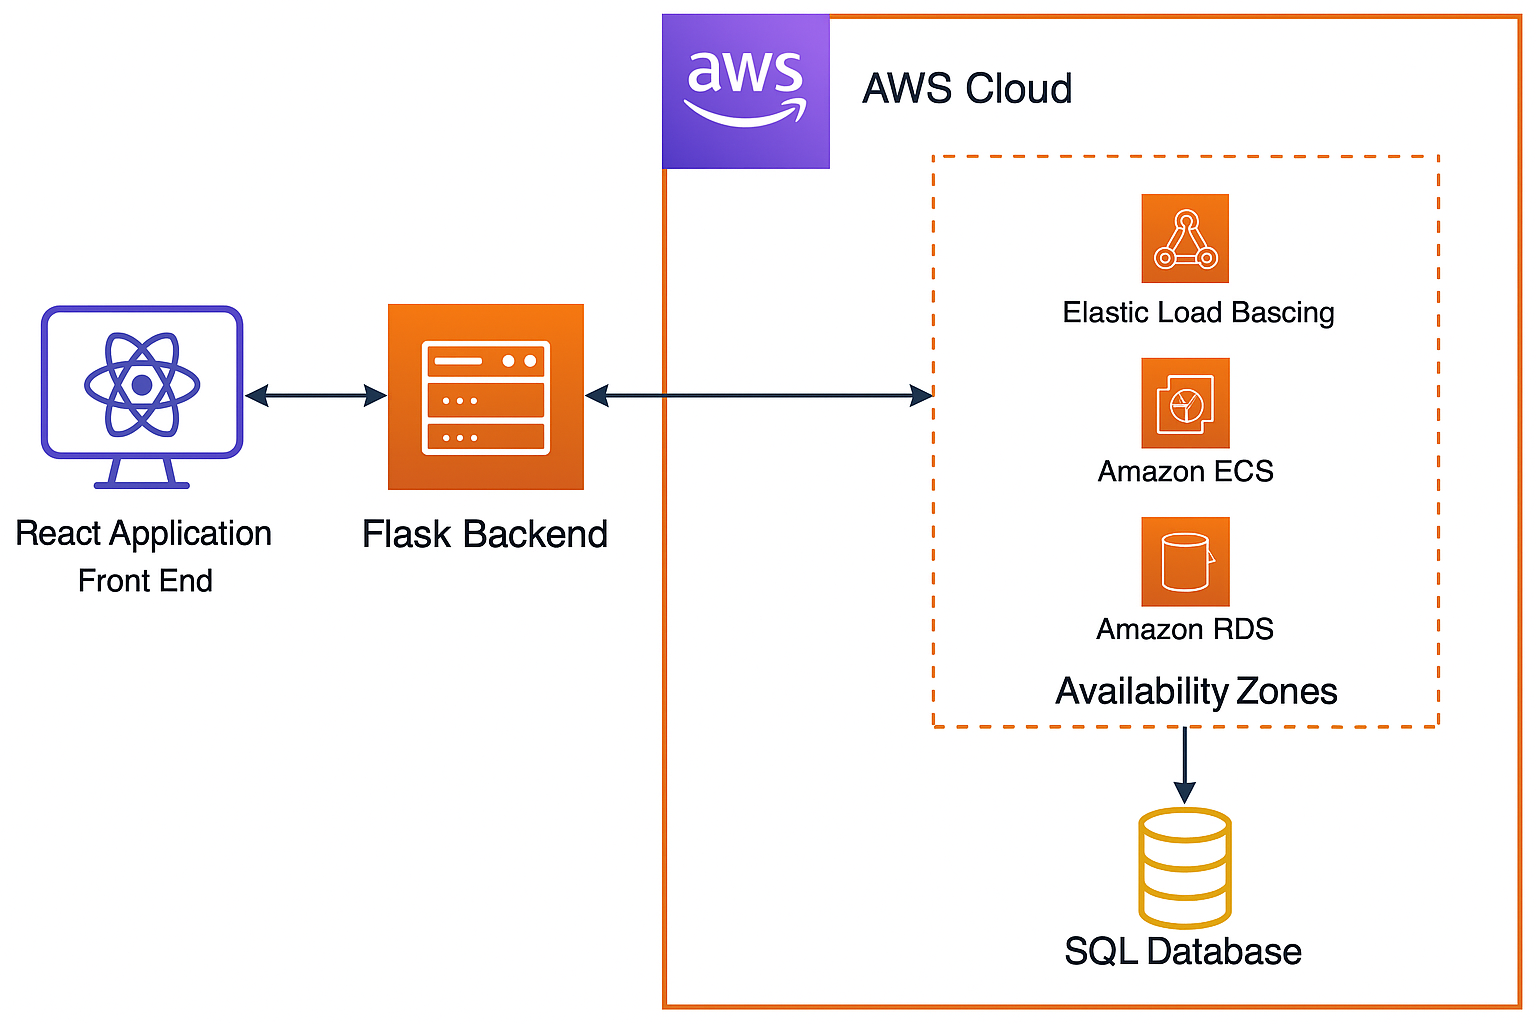 aws
AWS Cloud
Elastic Load Bascing
Amazon ECS
Amazon RDS
Availability Zones
React Application
Front End
Flask Backend
SQL Database